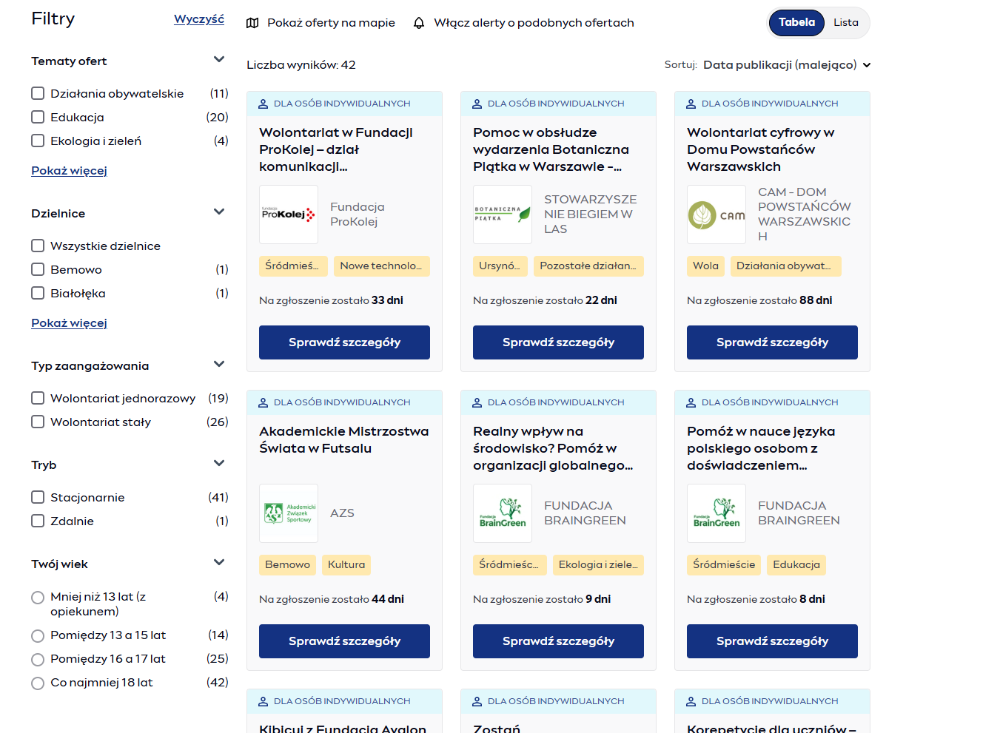 Filtry
Wyczyść
Tematy ofert
Działania obywatelskie (11)
Edukacja (20)
Ekologia i zieleń (4)
Pokaż więcej
Dzielnice
Wszystkie dzielnice
Bemowo (1)
Białołęka (1)
Pokaż więcej
Typ zaangażowania
Wolontariat jednorazowy (19)
Wolontariat stały (26)
Tryb
Stacjonarnie (41)
Zdalnie (1)
Twój wiek
Mniej niż 13 lat (z (4)
opiekunem)
Pomiędzy 13 a 15 lat (14)
Pomiędzy 16 a 17 lat (25)
Co najmniej 18 lat (42)
Pokaż oferty na mapie
Włącz alerty o podobnych ofertach
Tabela
Lista
Liczba wyników: 42
Sortuj: Data publikacji (malejąco)
DLA OSÓB INDYWIDUALNYCH
Wolontariat w Fundacji
ProKolej – dział
komunikacji...
fundacja
ProKolej
Fundacja
ProKolej
Śródmieś...
Nowe technolo...
Na zgłoszenie zostało 33 dni
Sprawdź szczegóły
DLA OSÓB INDYWIDUALNYCH
Pomoc w obsłudze
wydarzenia Botaniczna
Piątka w Warszawie -...
BOTANICZNA
PIĄTKA
STOWARZYSZE
NIE BIEGIEM W
LAS
Ursynó...
Pozostałe działan...
Na zgłoszenie zostało 22 dni
Sprawdź szczegóły
DLA OSÓB INDYWIDUALNYCH
Wolontariat cyfrowy w
Domu Powstańców
Warszawskich
CAM
CAM - DOM
POWSTAŃCÓW
WARSZAWSKIC
H
Wola
Działania obywat...
Na zgłoszenie zostało 88 dni
Sprawdź szczegóły
DLA OSÓB INDYWIDUALNYCH
Akademickie Mistrzostwa
Świata w Futsalu
AZS
Akademicki
Związek
Sportowy
AZS
Bemowo
Kultura
Na zgłoszenie zostało 44 dni
Sprawdź szczegóły
DLA OSÓB INDYWIDUALNYCH
Realny wpływ na
środowisko? Pomóż w
organizacji globalnego...
Fundacja
BrainGreen
FUNDACJA
BRAINGREEN
Śródmieśc...
Ekologia i ziele...
Na zgłoszenie zostało 9 dni
Sprawdź szczegóły
DLA OSÓB INDYWIDUALNYCH
Pomóż w nauce języka
polskiego osobom z
doświadczeniem...
Fundacja
BrainGreen
FUNDACJA
BRAINGREEN
Śródmieście
Edukacja
Na zgłoszenie zostało 8 dni
Sprawdź szczegóły
DLA OSÓB INDYWIDUALNYCH
Kibicuj z Fundacją Avalon
DLA OSÓB INDYWIDUALNYCH
Zostań
DLA OSÓB INDYWIDUALNYCH
Korepetycje dla uczniów –